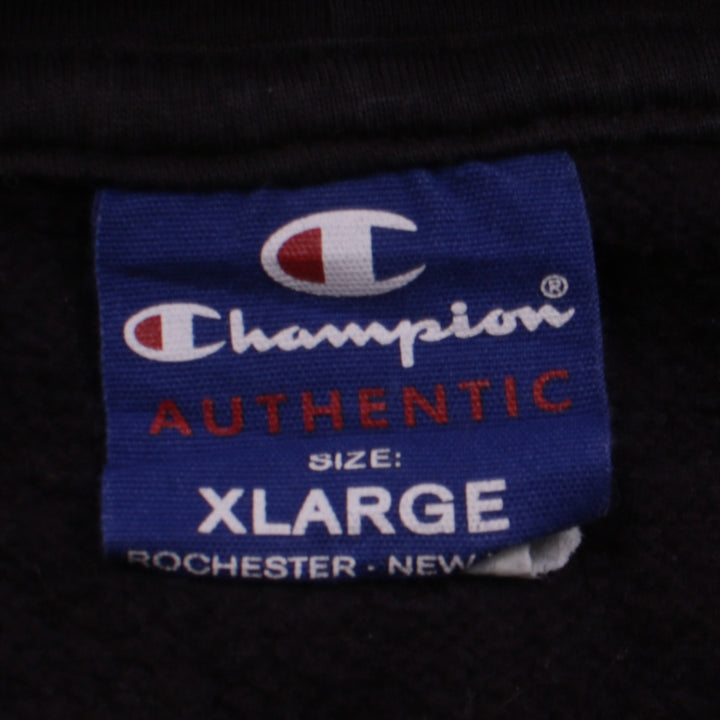 Champion®
AUTHENTIC
SIZE:
XLARGE
ROCHESTER · NEW